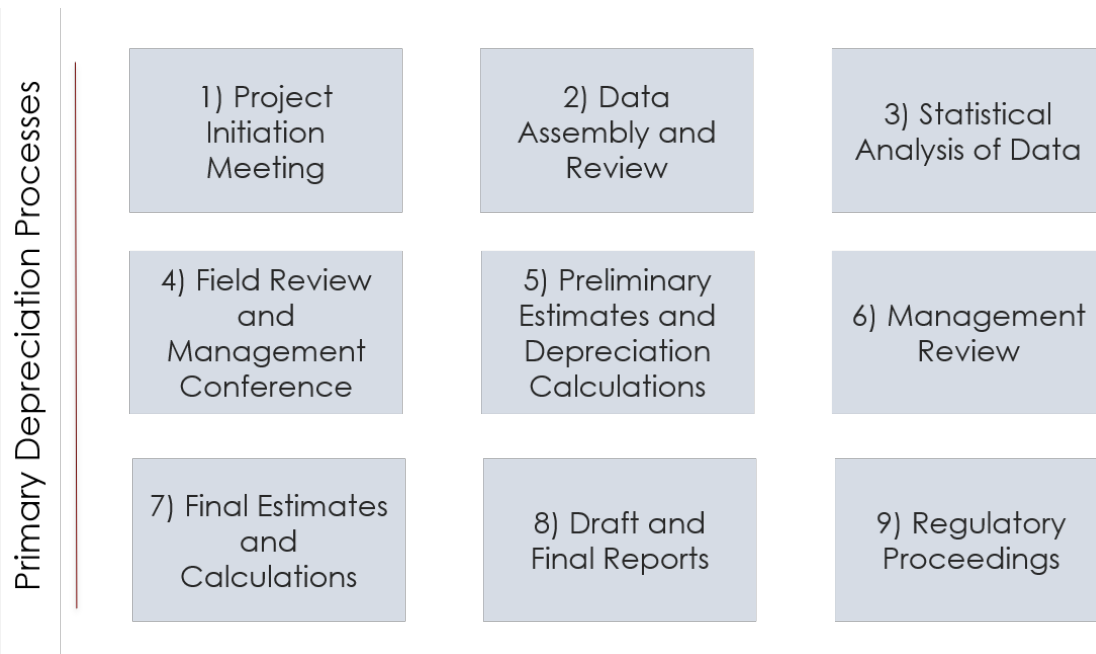 Primary Depreciation Processes
1) Project
Initiation
Meeting
2) Data
Assembly and
Review
3) Statistical
Analysis of Data
4) Field Review
and
Management
Conference
5) Preliminary
Estimates and
Depreciation
Calculations
6) Management
Review
7) Final Estimates
and
Calculations
8) Draft and
Final Reports
9) Regulatory
Proceedings